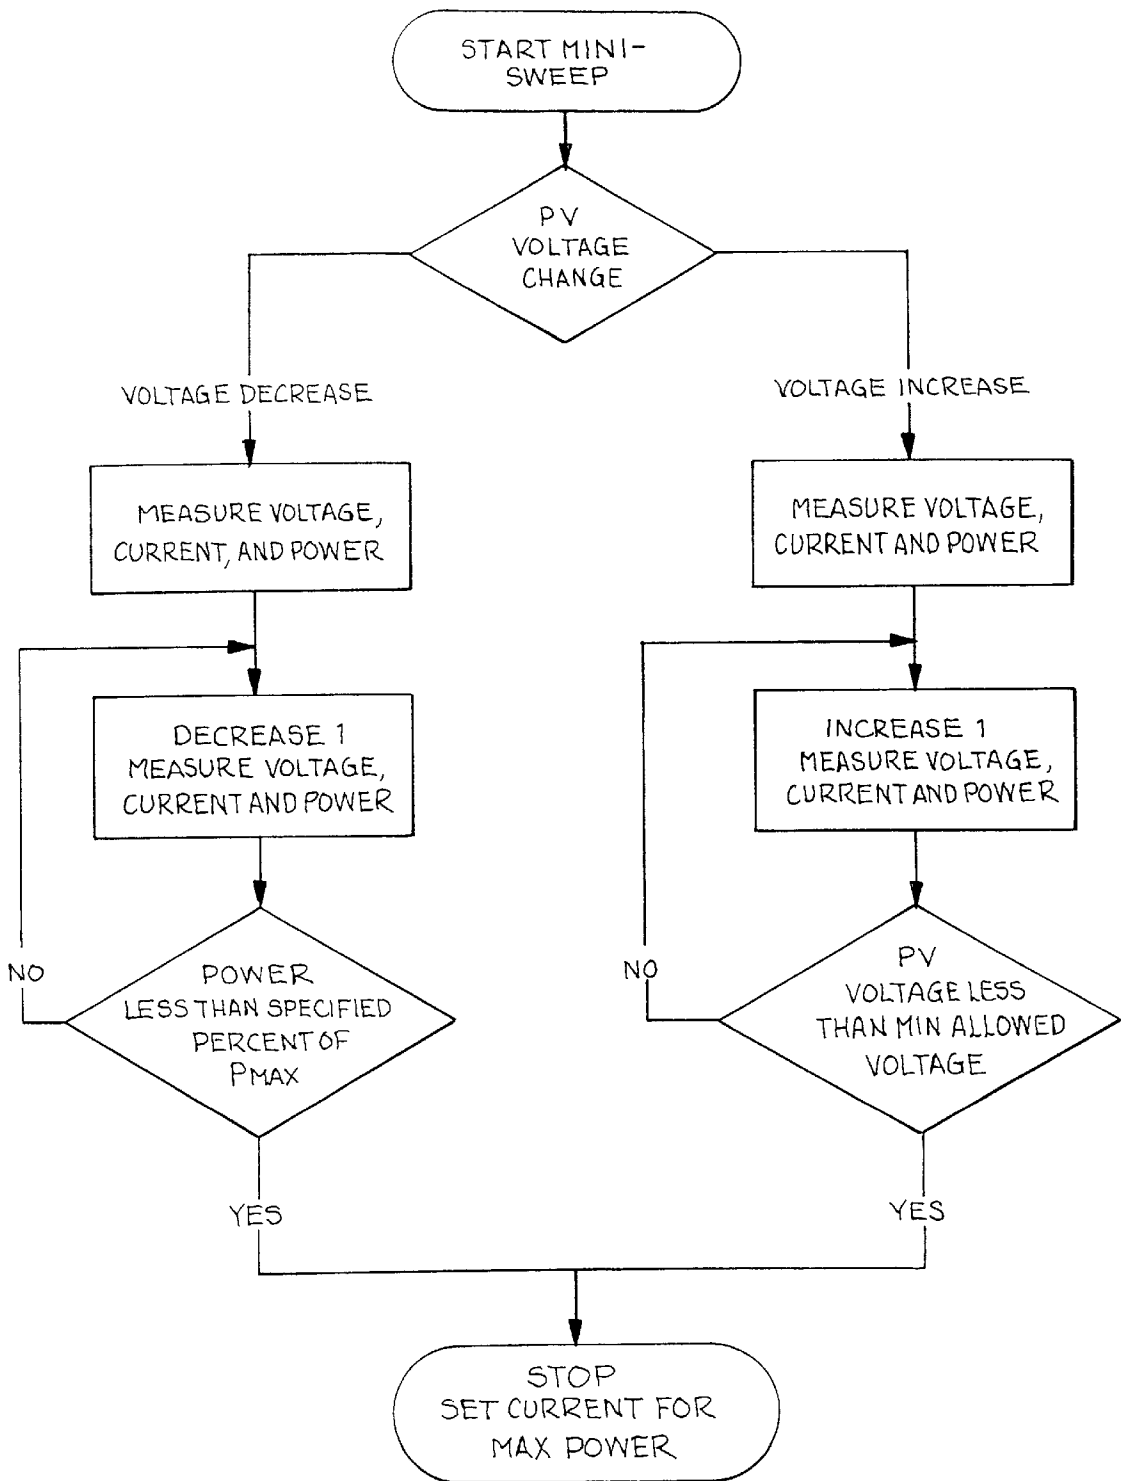 START MINI-
SWEEP
PV
VOLTAGE
CHANGE
VOLTAGE DECREASE
VOLTAGE INCREASE
MEASURE VOLTAGE,
CURRENT, AND POWER
MEASURE VOLTAGE,
CURRENT AND POWER
DECREASE 1
MEASURE VOLTAGE,
CURRENT AND POWER
INCREASE 1
MEASURE VOLTAGE,
CURRENT AND POWER
NO
POWER
LESS THAN SPECIFIED
PERCENT OF
PMAX
NO
PV
VOLTAGE LESS
THAN MIN ALLOWED
VOLTAGE
YES
YES
STOP
SET CURRENT FOR
MAX POWER